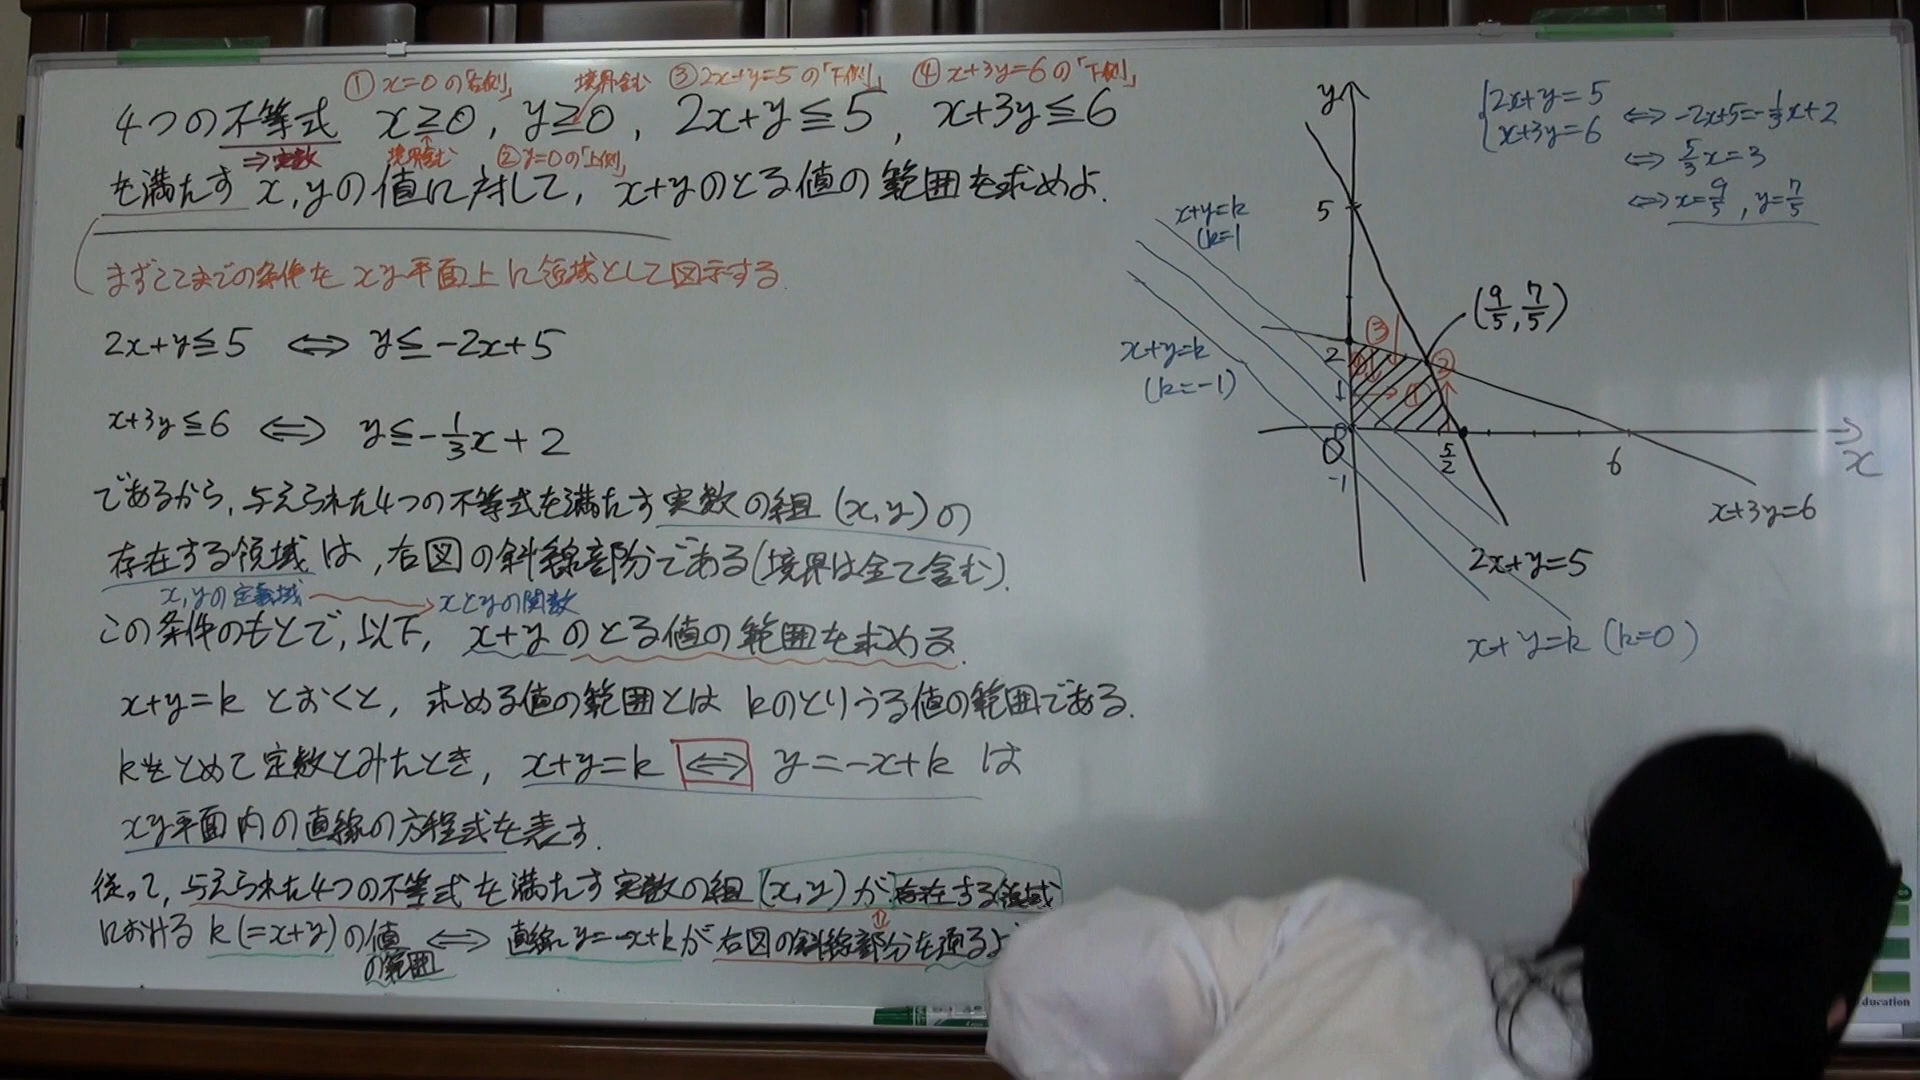 ① x=0の「右側」 境界含む ③ 2x+y=5の「下側」 ④ x+3y=6の「下側」
4つの不等式 x≧0, y≧0, 2x+y≦5, x+3y≦6
⇒実数 境界含む ② y=0の「上側」
を満たす x,yの値に対して, x+yのとる値の範囲を求めよ.
まずここまでの条件を xy平面上に領域として図示する.
2x+y≦5 ⇔ y≦-2x+5
x+3y≦6 ⇔ y≦-1/3x+2
であるから, 与えられた4つの不等式を満たす実数の組 (x,y) の
存在する領域は, 右図の斜線部分である(境界は全て含む).
x,yの定義域 → xとyの関数
この条件のもとで, 以下, x+yのとる値の範囲を求める.
x+y=k とおくと, 求める値の範囲とは kのとりうる値の範囲である.
kをとめて定数とみたとき, x+y=k ⇔ y=-x+k は
xy平面内の直線の方程式を表す.
従って, 与えられた4つの不等式を満たす実数の組 (x,y) が存在する領域
における k(=x+y)の値 ⇔ 直線 y=-x+kが右図の斜線部分を通るよ
の範囲
y
2x+y=5
x+3y=6
⇔ -2x+5=-1/3x+2
⇔ 5/3x=3
⇔ x=9/5, y=7/5
x+y=k
(k=1
5
(9/5, 7/5)
③
②
2
①
1
x+y=k
(k=-1)
O
-1
5/2
6
x
x+3y=6
2x+y=5
x+y=k (k=0)
ducation